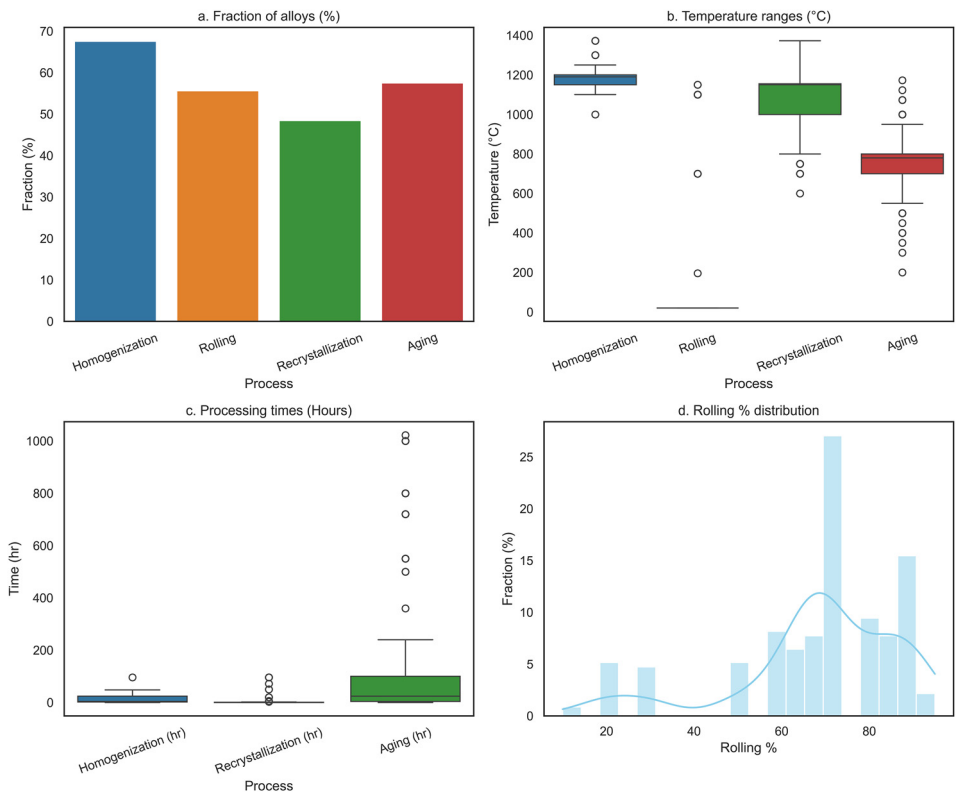 a. Fraction of alloys (%)
70
60
50
40
30
20
10
0
Fraction (%)
Homogenization
Rolling
Recrystallization
Aging
Process
b. Temperature ranges (°C)
1400
1200
1000
800
600
400
200
0
Temperature (°C)
Homogenization
Rolling
Recrystallization
Aging
Process
c. Processing times (Hours)
1000
800
600
400
200
0
Time (hr)
Homogenization (hr)
Recrystallization (hr)
Aging (hr)
Process
d. Rolling % distribution
25
20
15
10
5
0
Fraction (%)
20
40
60
80
Rolling %